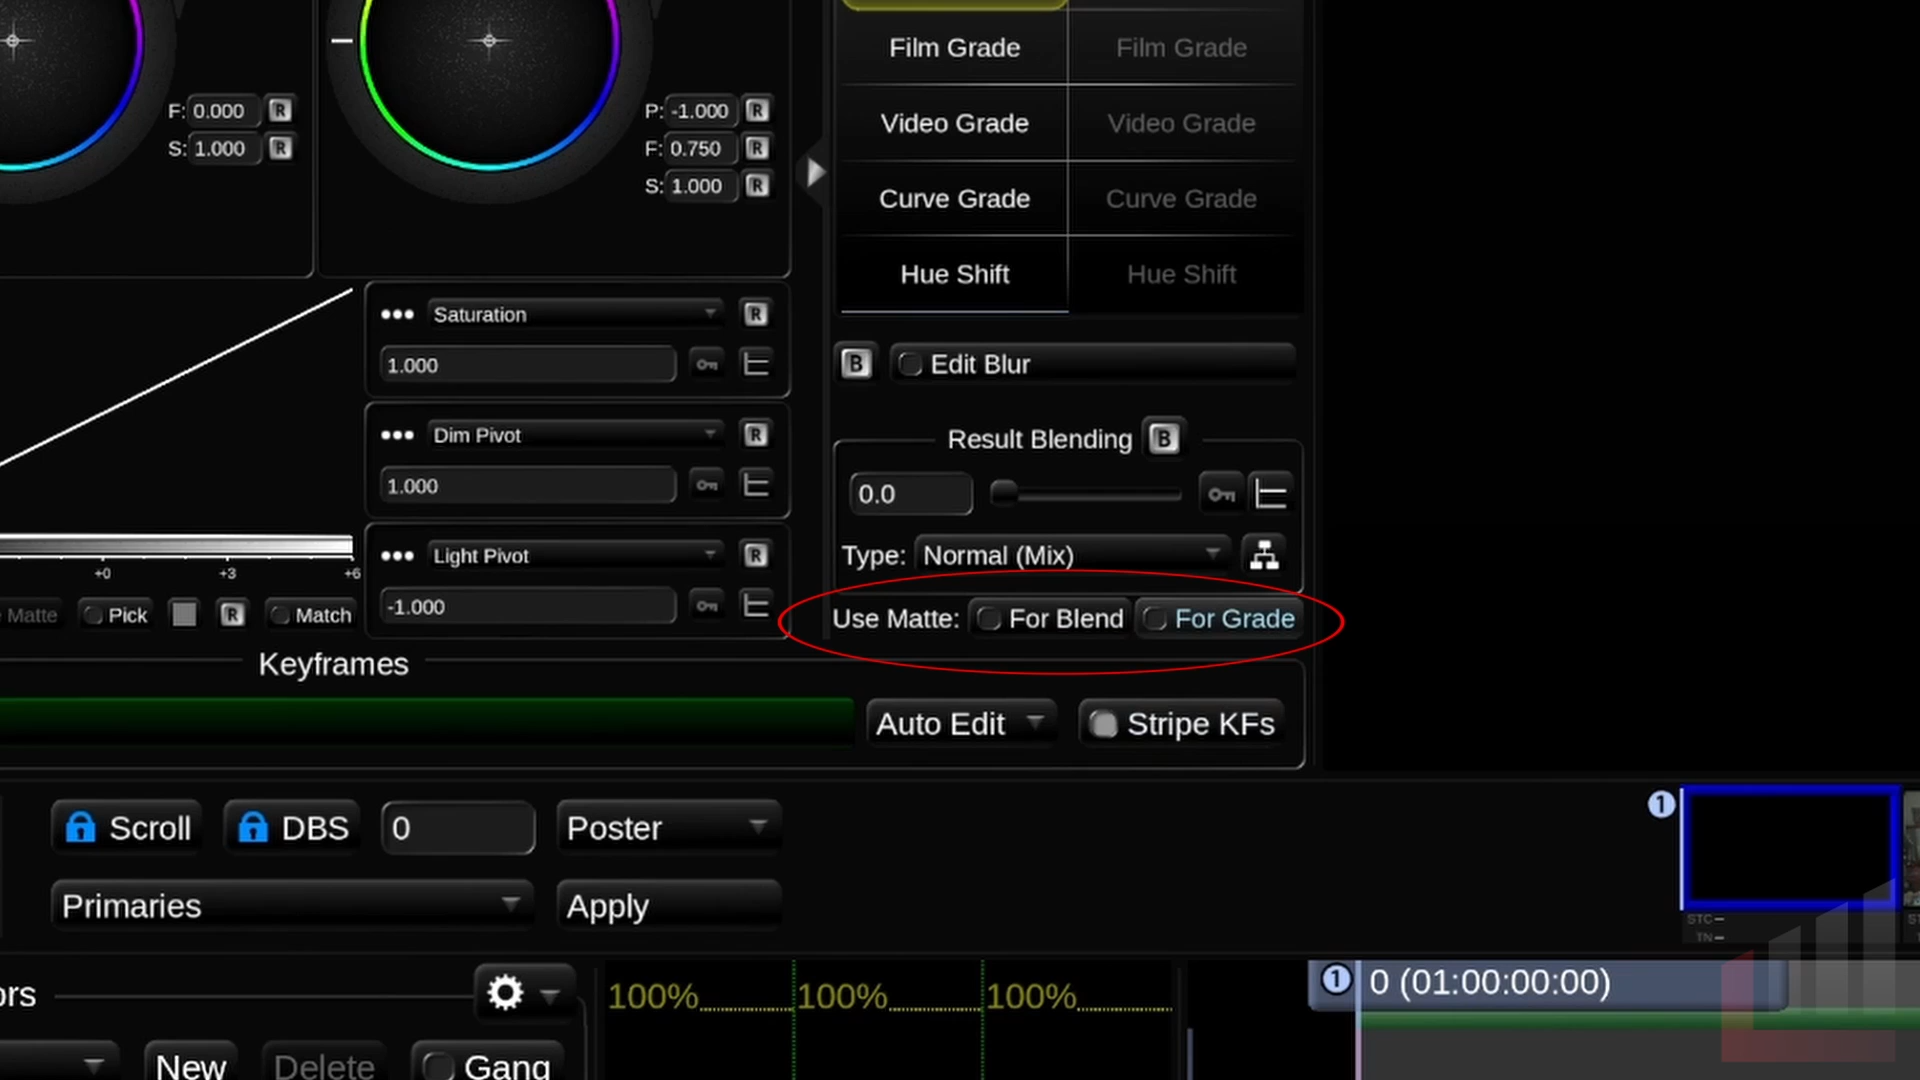 Film Grade Film Grade
F: 0.000 R P: -1.000 R
Video Grade Video Grade
S: 1.000 R F: 0.750 R
S: 1.000 R
Curve Grade Curve Grade
Hue Shift Hue Shift
Saturation R
1.000
B Edit Blur
Dim Pivot R
1.000
Result Blending B
0.0
Light Pivot R
-1.000
Type: Normal (Mix)
+0 +3 +6
Matte Pick R Match
Use Matte: For Blend For Grade
Keyframes
Auto Edit Stripe KFs
Scroll DBS 0 Poster
1
Primaries Apply
STC
TN
ors
100% 100% 100%
1 0 (01:00:00:00)
New Delete Gang